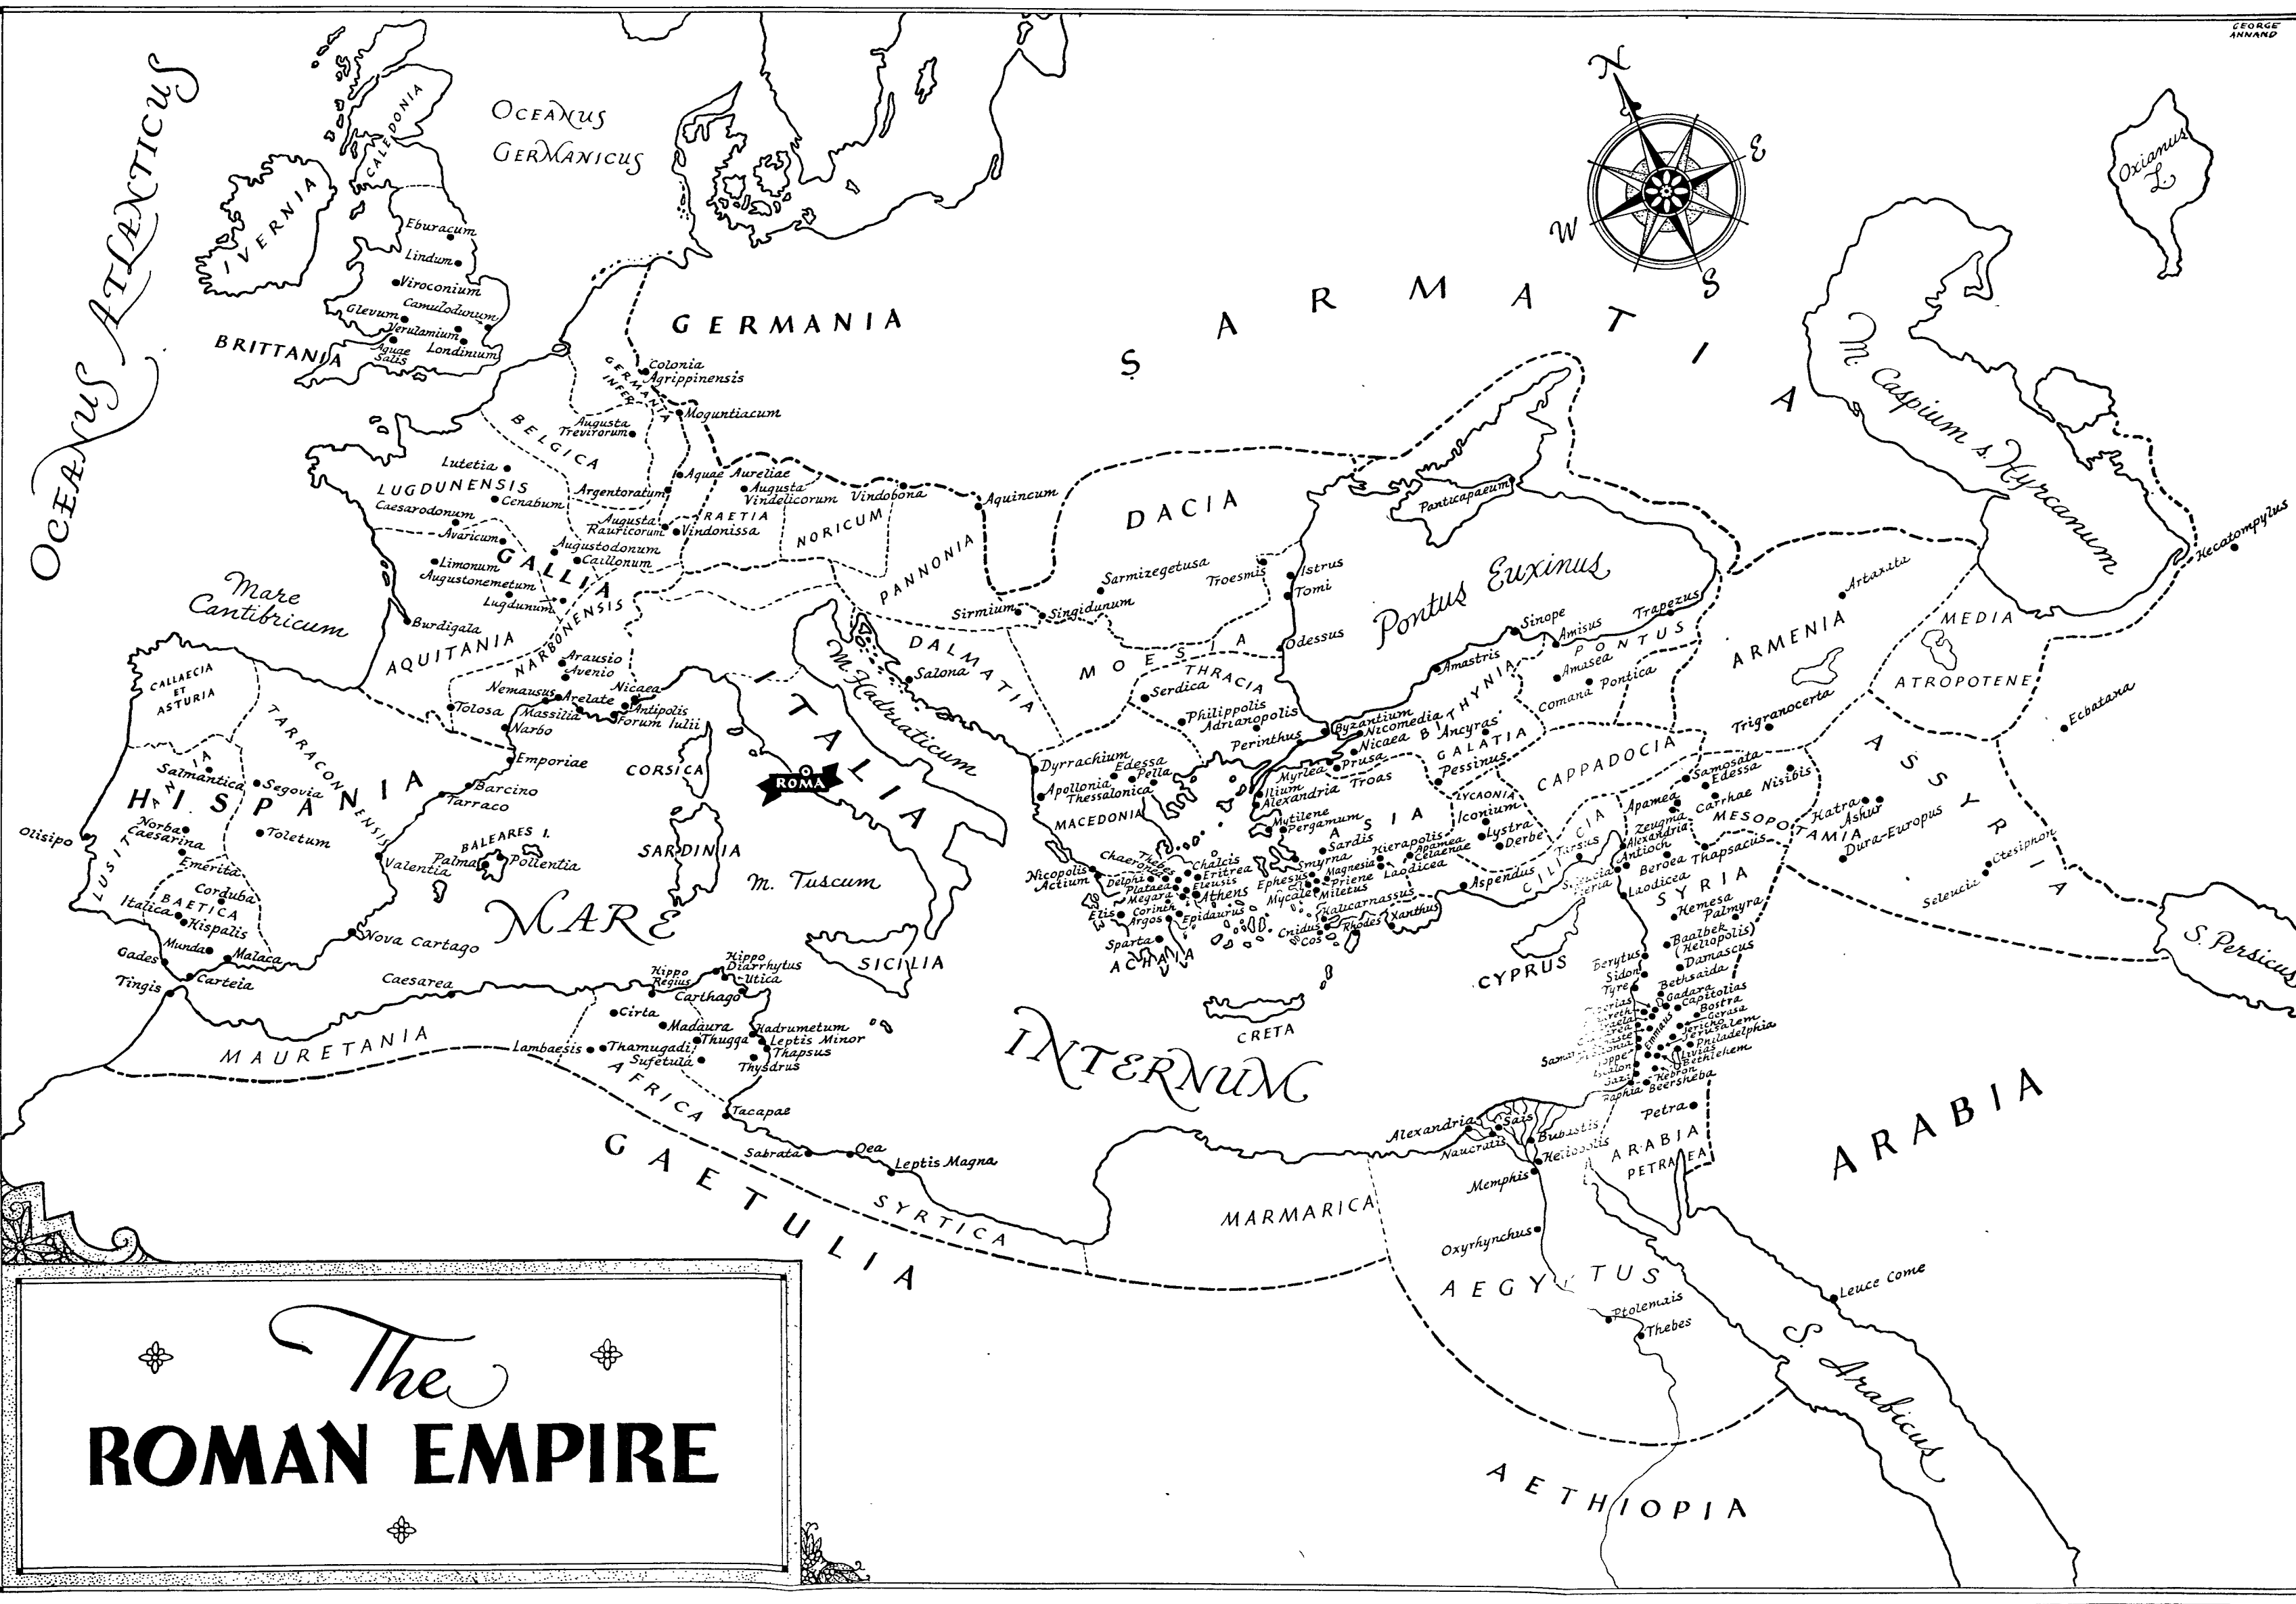 GEORGE
ANNAND
OCEANUS ATLANTICUS
OCEANUS
GERMANICUS
N
E
S
W
Oxianus
L.
CALEDONIA
IVERNIA
Eburacum
Lindum
Viroconium
Camulodunum
Glevum
Verulamium
Aquae
Salis
Londinium
BRITTANIA
GERMANIA
SARMATIA
M. Caspium s. Hyrcanum
Colonia
Agrippinensis
GERMANIA
INFER.
Moguntiacum
Augusta
Trevirorum
BELGICA
Lutetia
LUGDUNENSIS
Cenabum
Caesarodonum
Argentoratum
Aquae Aureliae
Augusta
Vindelicorum
Vindobona
Aquincum
RAETIA
NORICUM
PANNONIA
Augusta
Rauricorum
Vindonissa
Avaricum
Augustodonum
Caillonum
GALLIA
Limonum
Augustonemetum
Lugdunum
NARBONENSIS
Burdigala
AQUITANIA
Mare
Cantibricum
DACIA
Sarmizegetusa
Troesmis
Istrus
Tomi
Sirmium
Singidunum
Odessus
Panticapaeum
Pontus Euxinus
Sinope
Trapezus
Amisus
PONTUS
Amastris
Amasea
Comana Pontica
Artaxata
ARMENIA
MEDIA
ATROPOTENE
Hecatompylus
Ecbatana
Trigranocerta
CALLAECIA
ET
ASTURIA
TARRACONENSIS
Arausio
Avenio
Nemausus
Arelate
Nicaea
Antipolis
Forum Iulii
Massilia
Tolosa
Narbo
Emporiae
ITALIA
M. Hadruaticum
DALMATIA
Salona
MOESIA
THRACIA
Serdica
Philippolis
Adrianopolis
Perinthus
Byzantium
Nicomedia
Nicaea
BITHYNIA
Ancyras
Prusa
Myrlea
GALATIA
Pessinus
CAPPADOCIA
Samosata
Edessa
Carrhae
Nisibis
ASSYRIA
Salmantica
Segovia
HISPANIA
Barcino
Tarraco
Olisipo
Norba
Caesarina
Toletum
LUSITANIA
Emerita
Valentia
BALEARES I.
Palma
Pollentia
Corduba
BAETICA
Italica
Hispalis
Munda
Malaca
Gades
Carteia
Tingis
Nova Cartago
CORSICA
ROMA
SARDINIA
M. Tuscum
MARE
INTERNUM
SICILIA
Dyrrachium
Edessa
Pella
Apollonia
Thessalonica
MACEDONIA
Ilium
Alexandria Troas
Mytilene
Pergamum
ASIA
LYCAONIA
Iconium
Lystra
Derbe
Sardis
Hierapolis
Apamea
Celaenae
Smyrna
Magnesia
Laodicea
Ephesus
Priene
Mycale
Miletus
Halicarnassus
Cnidus
Cos
Rhodes
Xanthus
Aspendus
CILICIA
Tarsus
Apamea
Zeugma
Alexandria
Antioch
Beroea
Thapsacus
MESOPOTAMIA
Hatra
Ashur
Dura-Europus
Ctesiphon
Seleucia
Laodicea
SYRIA
Hemesa
Palmyra
Chaeronea
Chalcis
Eritrea
Nicopolis
Actium
Delphi
Plataea
Eleusis
Megara
Athens
Elis
Corinth
Argos
Epidaurus
Sparta
ACHAIA
CRETA
CYPRUS
Baalbek
(Heliopolis)
Damascus
Berytus
Sidon
Tyre
Bethsaida
Gadara
Capitolias
Bostra
Gerasa
Jericho
Jerusalem
Philadelphia
Emmaus
Livias
Bethlehem
Hebron
Beersheba
Petra
ARABIA
PETRAEA
S. Persicus
ARABIA
Caesarea
Hippo
Regius
Hippo
Diarrhytus
Utica
Carthago
Cirta
Madaura
Hadrumetum
Thugga
Leptis Minor
Lambaesis
Thamugadi
Thapsus
Sufetula
Thysdrus
MAURETANIA
AFRICA
Tacapae
GAETULIA
Sabrata
Oea
Leptis Magna
SYRTICA
MARMARICA
Alexandria
Sais
Naucratis
Bubastis
Heliopolis
Memphis
Oxyrhynchus
AEGYPTUS
Ptolemais
Thebes
Leuce Come
S. Arabicus
AETHIOPIA
The
ROMAN EMPIRE